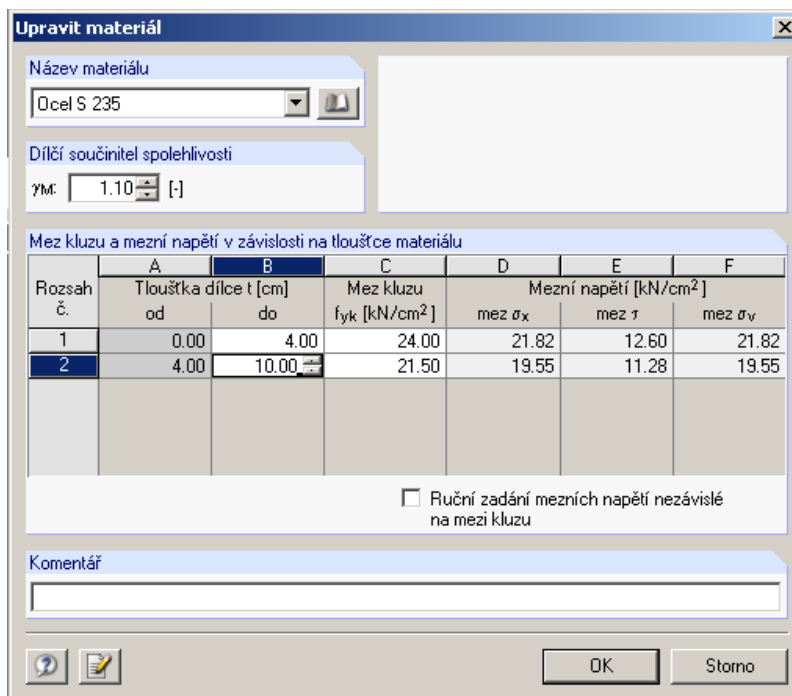 Upravit materiál
Název materiálu
Ocel S 235
Dílčí součinitel spolehlivosti
γM: 1.10 [-]
Mez kluzu a mezní napětí v závislosti na tloušťce materiálu
A B C D E F
Rozsah Tloušťka dílce t [cm] Mez kluzu Mezní napětí [kN/cm²]
č. od do fyk [kN/cm²] mez σx mez τ mez σv
1 0.00 4.00 24.00 21.82 12.60 21.82
2 4.00 10.00 21.50 19.55 11.28 19.55
Ruční zadání mezních napětí nezávislé
na mezi kluzu
Komentář
OK Storno